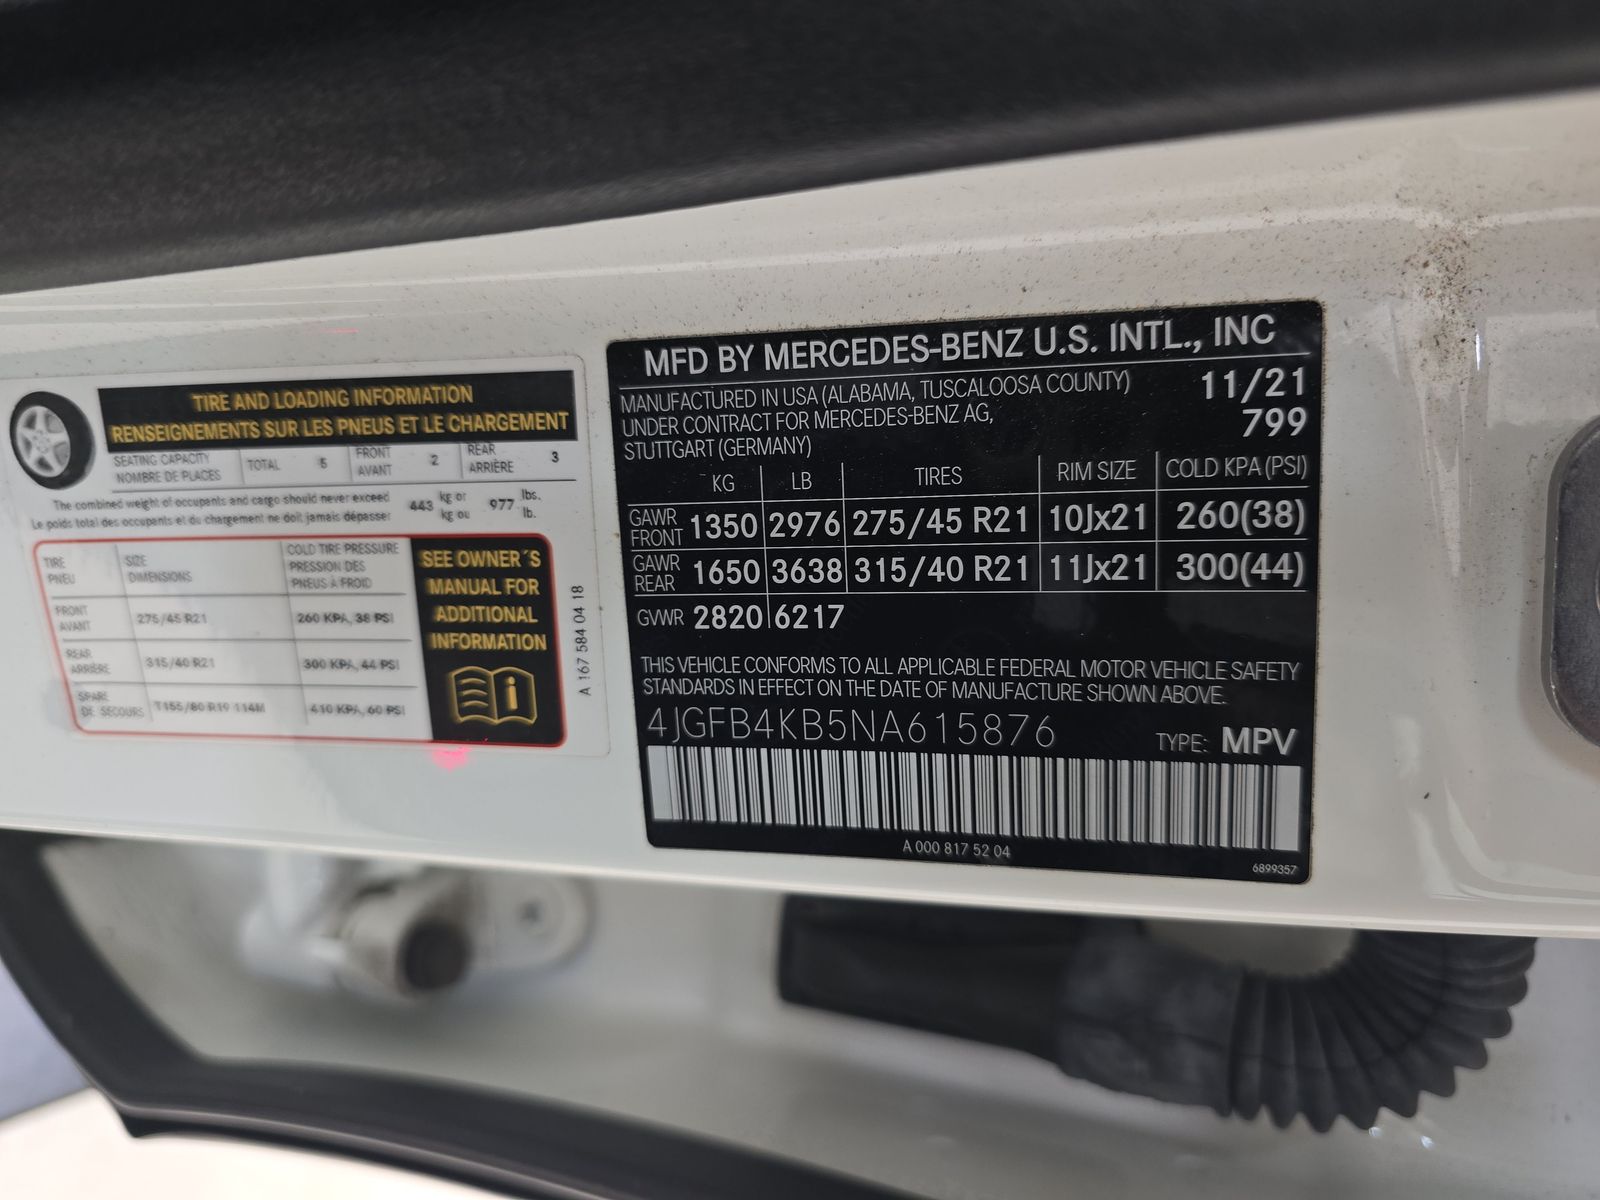 TIRE AND LOADING INFORMATION
RENSEIGNEMENTS SUR LES PNEUS ET LE CHARGEMENT
SEATING CAPACITY TOTAL 5 FRONT 2 REAR 3
NOMBRE DE PLACES AVANT ARRIÈRE
The combined weight of occupants and cargo should never exceed 443 kg or 977 lbs.
Le poids total des occupants et du chargement ne doit jamais dépasser kg ou lb.
TIRE SIZE COLD TIRE PRESSURE
PNEU DIMENSIONS PRESSION DES
PNEUS À FROID
FRONT
AVANT 275/45 R21 260 KPA, 38 PSI
REAR
ARRIÈRE 315/40 R21 300 KPA, 44 PSI
SPARE
DE SECOURS T155/80 R19 114M 410 KPA, 60 PSI
SEE OWNER´S
MANUAL FOR
ADDITIONAL
INFORMATION
A 167 584 04 18
MFD BY MERCEDES-BENZ U.S. INTL., INC
MANUFACTURED IN USA (ALABAMA, TUSCALOOSA COUNTY) 11/21
UNDER CONTRACT FOR MERCEDES-BENZ AG, 799
STUTTGART (GERMANY)
KG LB TIRES RIM SIZE COLD KPA (PSI)
GAWR
FRONT 1350 2976 275/45 R21 10Jx21 260(38)
GAWR
REAR 1650 3638 315/40 R21 11Jx21 300(44)
GVWR 2820 6217
THIS VEHICLE CONFORMS TO ALL APPLICABLE FEDERAL MOTOR VEHICLE SAFETY
STANDARDS IN EFFECT ON THE DATE OF MANUFACTURE SHOWN ABOVE.
4JGFB4KB5NA615876 TYPE: MPV
A 000 817 52 04
6899357